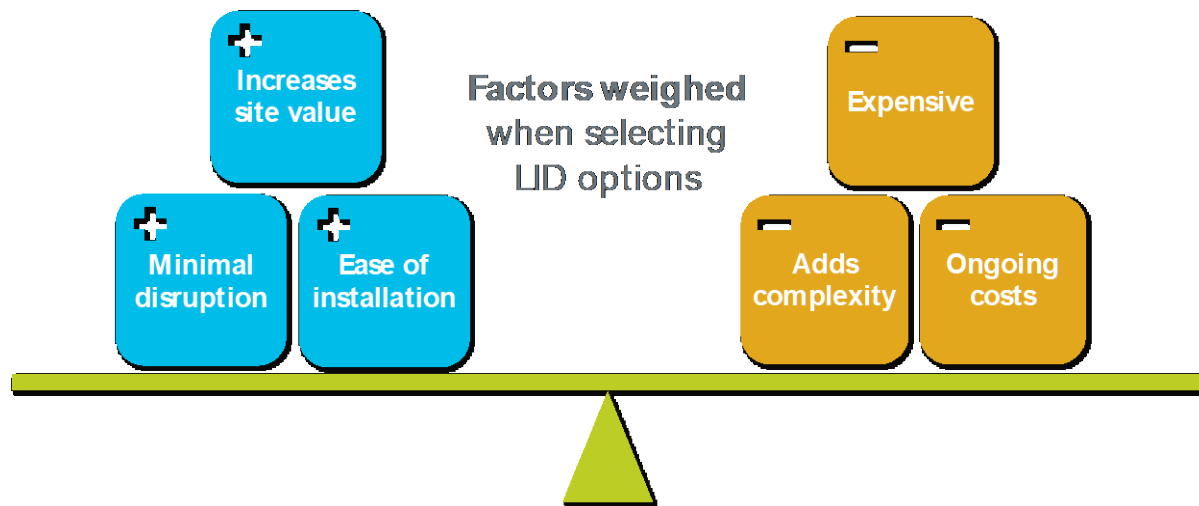 Increases
site value
Minimal
disruption
Ease of
installation
Factors weighed
when selecting
LID options
Expensive
Adds
complexity
Ongoing
costs